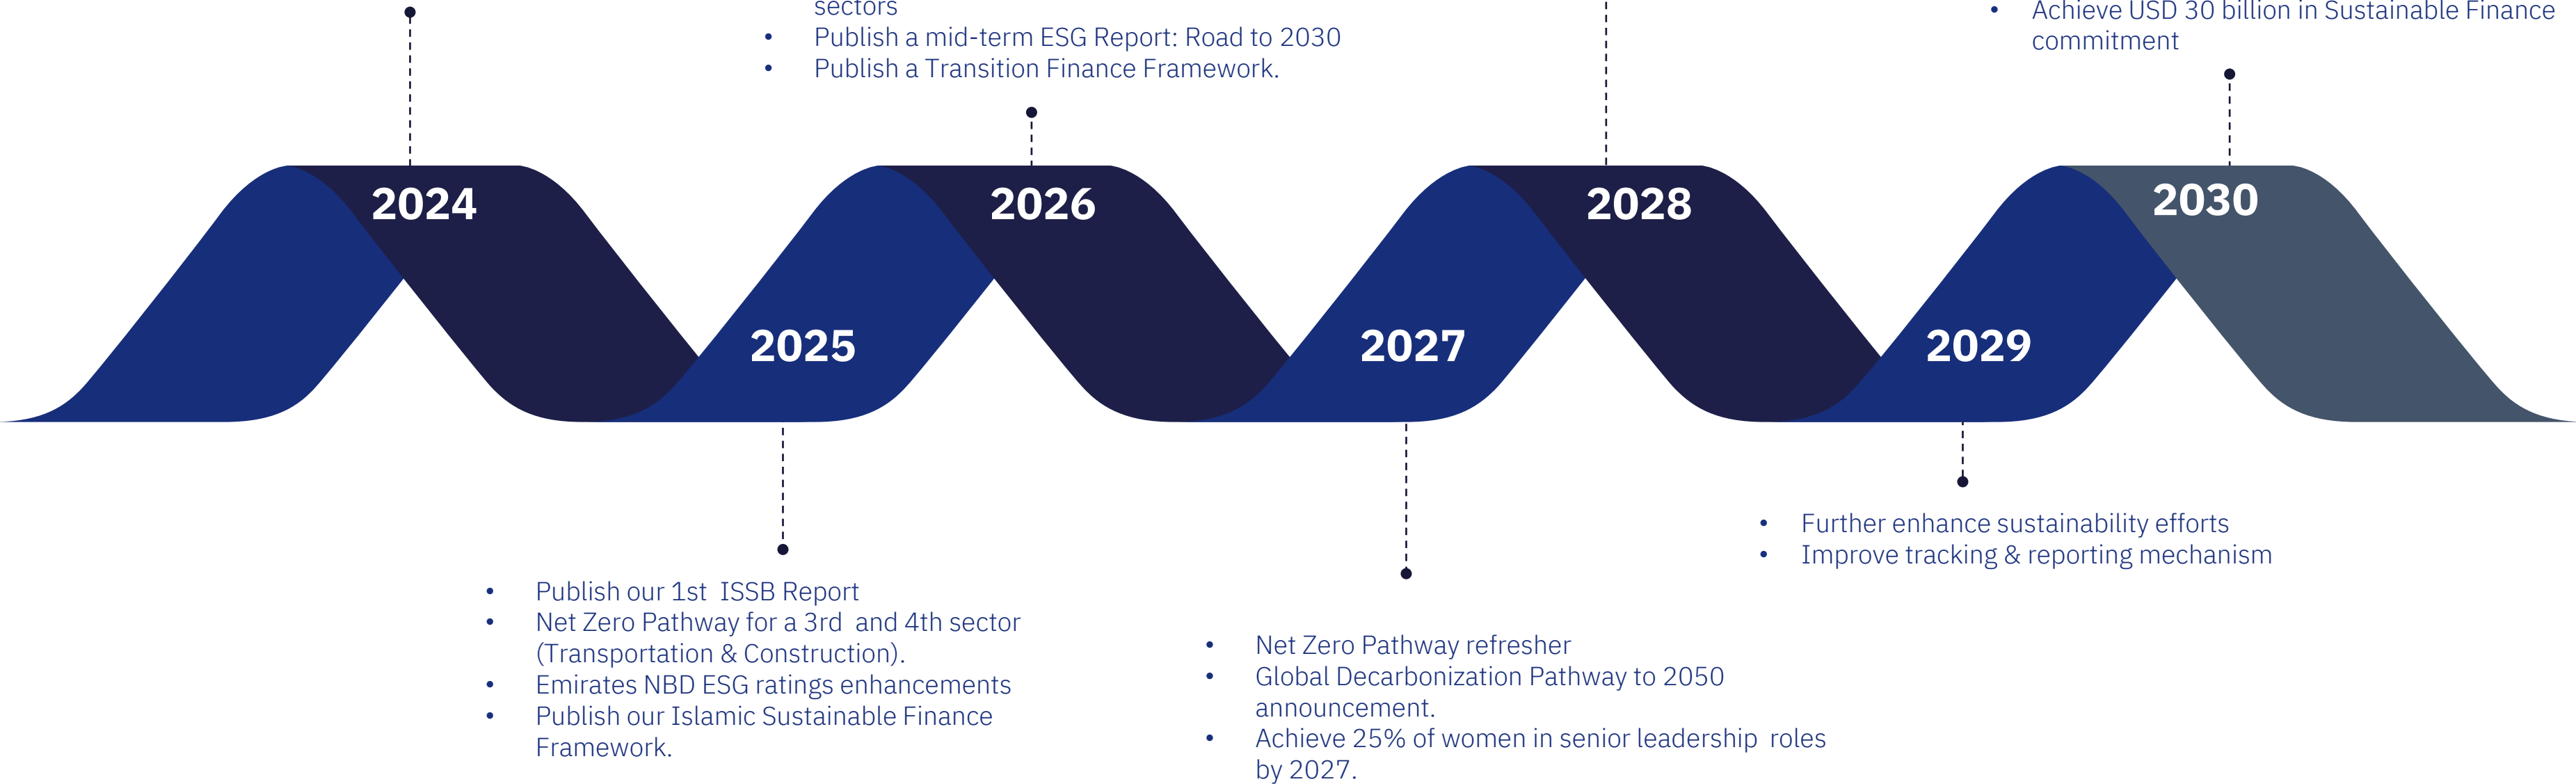 sectors
• Publish a mid-term ESG Report: Road to 2030
• Publish a Transition Finance Framework.
• Achieve USD 30 billion in Sustainable Finance
commitment
2024
2026
2028
2030
2025
2027
2029
• Publish our 1st  ISSB Report
• Net Zero Pathway for a 3rd  and 4th sector
(Transportation & Construction).
• Emirates NBD ESG ratings enhancements
• Publish our Islamic Sustainable Finance
Framework.
• Net Zero Pathway refresher
• Global Decarbonization Pathway to 2050
announcement.
• Achieve 25% of women in senior leadership  roles
by 2027.
• Further enhance sustainability efforts
• Improve tracking & reporting mechanism